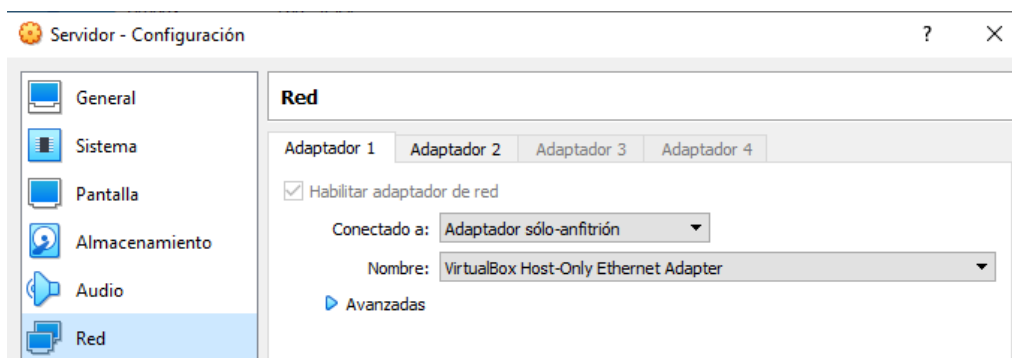 Servidor - Configuración
?
General
Sistema
Pantalla
Almacenamiento
Audio
Red
Red
Adaptador 1 Adaptador 2 Adaptador 3 Adaptador 4
Habilitar adaptador de red
Conectado a: Adaptador sólo-anfitrión
Nombre: VirtualBox Host-Only Ethernet Adapter
Avanzadas